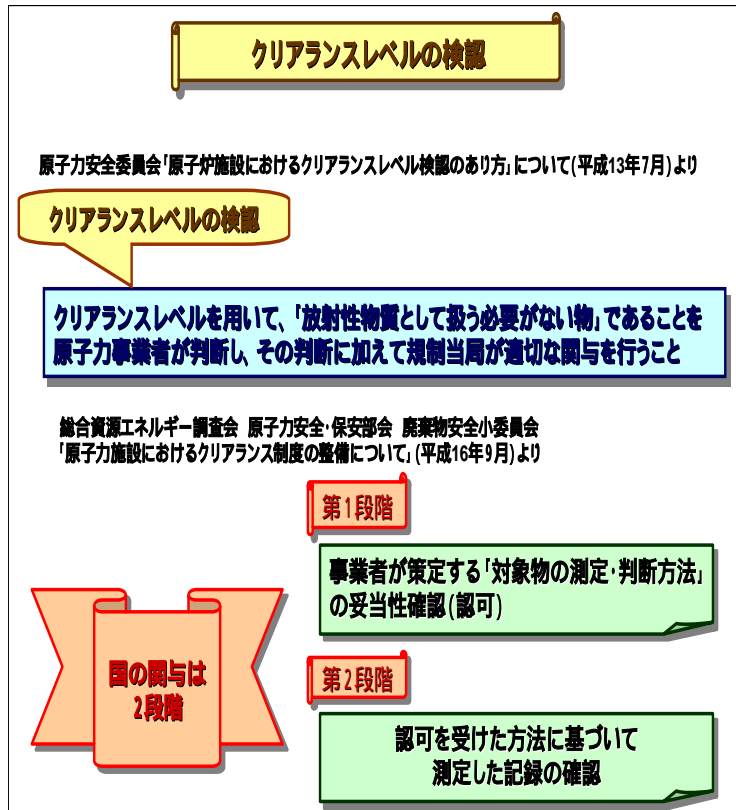 クリアランスレベルの検認
原子力安全委員会「原子炉施設におけるクリアランスレベル検認のあり方」について(平成13年7月)より
クリアランスレベルの検認
クリアランスレベルを用いて、「放射性物質として扱う必要がない物」であることを
原子力事業者が判断し、その判断に加えて規制当局が適切な関与を行うこと
総合資源エネルギー調査会 原子力安全・保安部会 廃棄物安全小委員会
「原子力施設におけるクリアランス制度の整備について」(平成16年9月)より
第1段階
事業者が策定する「対象物の測定・判断方法」
の妥当性確認(認可)
国の関与は
2段階
第2段階
認可を受けた方法に基づいて
測定した記録の確認